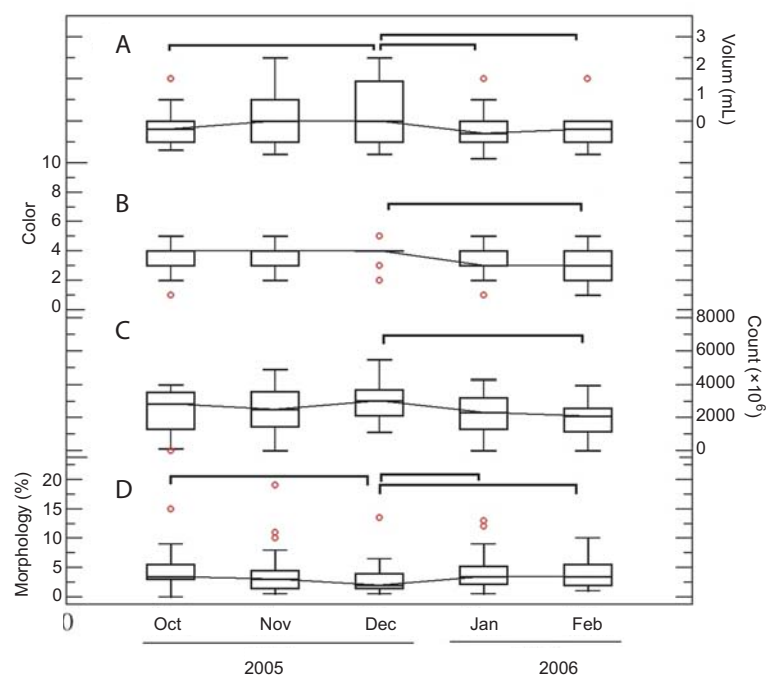 A
3
2
1
0
Volum (mL)
B
10
8
6
4
2
0
Color
C
8000
6000
4000
2000
0
Count (×10⁶)
D
20
15
10
5
0
Morphology (%)
0
Oct Nov Dec Jan Feb
2005 2006